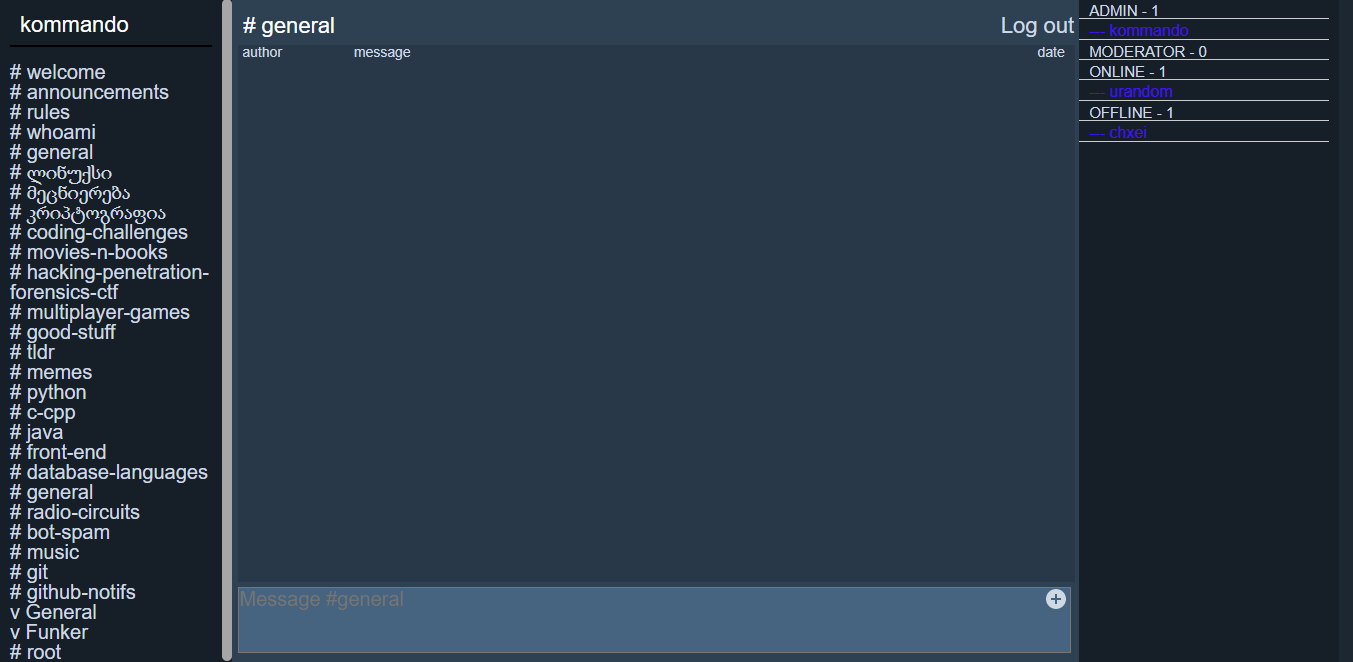 kommando
# welcome
# announcements
# rules
# whoami
# general
# ლინუქსი
# მეცნიერება
# კრიპტოგრაფია
# coding-challenges
# movies-n-books
# hacking-penetration-
forensics-ctf
# multiplayer-games
# good-stuff
# tldr
# memes
# python
# c-cpp
# java
# front-end
# database-languages
# general
# radio-circuits
# bot-spam
# music
# git
# github-notifs
v General
v Funker
# root
# general
Log out
author message date
Message #general
ADMIN - 1
--- kommando
MODERATOR - 0
ONLINE - 1
--- urandom
OFFLINE - 1
--- chxei